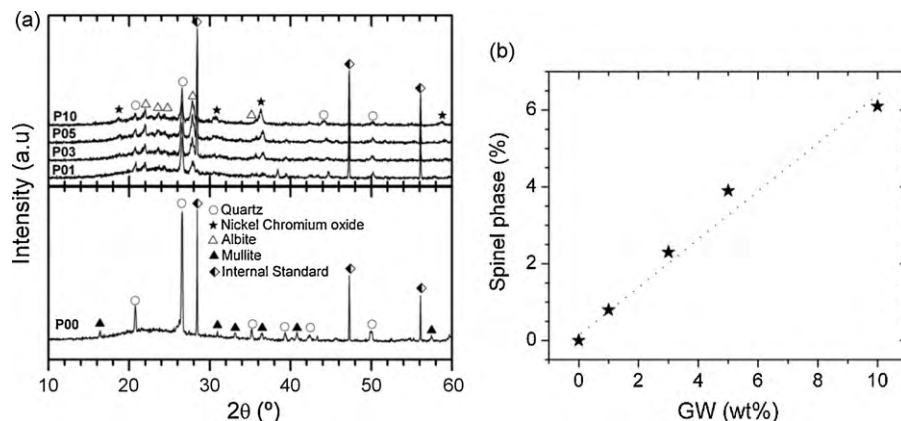 (a)
P10
P05
P03
P01
Intensity (a.u)
Quartz
Nickel Chromium oxide
Albite
Mullite
Internal Standard
P00
10 20 30 40 50 60
2θ (º)
(b)
6
4
2
0
Spinel phase (%)
0 2 4 6 8 10
GW (wt%)